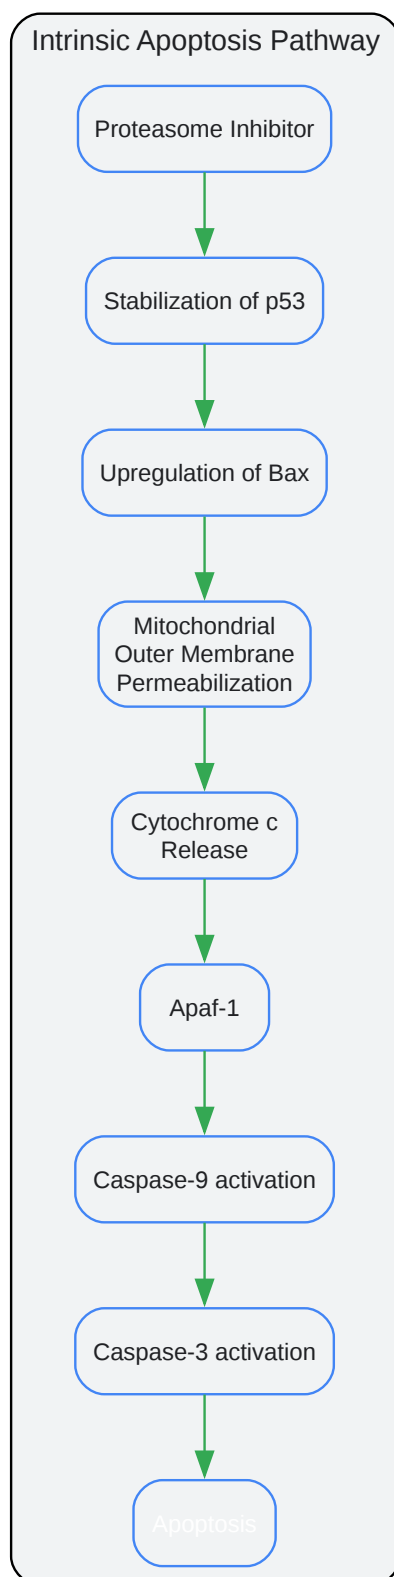 Intrinsic Apoptosis Pathway
Proteasome Inhibitor
Stabilization of p53
Upregulation of Bax
Mitochondrial
Outer Membrane
Permeabilization
Cytochrome c
Release
Apaf-1
Caspase-9 activation
Caspase-3 activation
Apoptosis